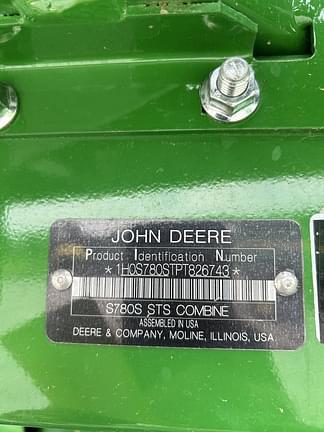 JOHN DEERE
Product Identification Number
*1H0S780STPT826743*
S780S STS COMBINE
ASSEMBLED IN USA
DEERE & COMPANY, MOLINE, ILLINOIS, USA